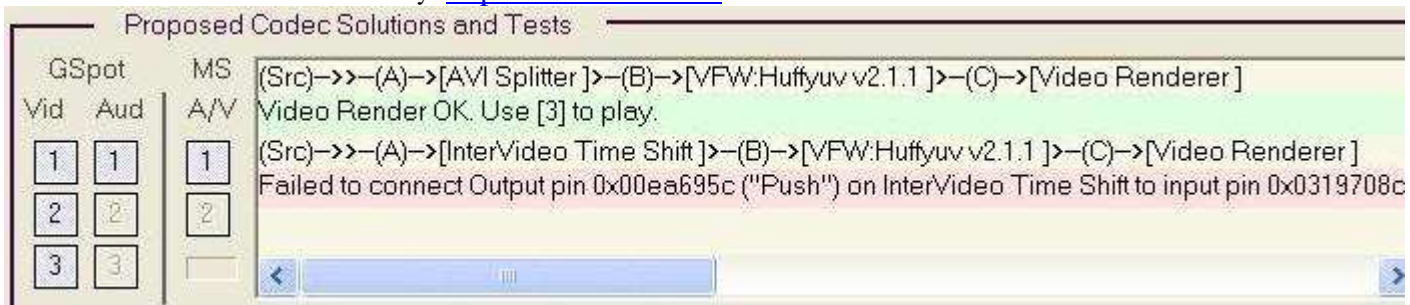 Proposed Codec Solutions and Tests
GSpot MS
Vid Aud A/V
1 1 1
2 2 2
3 3
(Src)–>>–(A)–>[AVI Splitter ]>–(B)–>[VFW:Huffyuv v2.1.1 ]>–(C)–>[Video Renderer ]
Video Render OK. Use [3] to play.
(Src)–>>–(A)–>[InterVideo Time Shift ]>–(B)–>[VFW:Huffyuv v2.1.1 ]>–(C)–>[Video Renderer ]
Failed to connect Output pin 0x00ea695c ("Push") on InterVideo Time Shift to input pin 0x0319708c